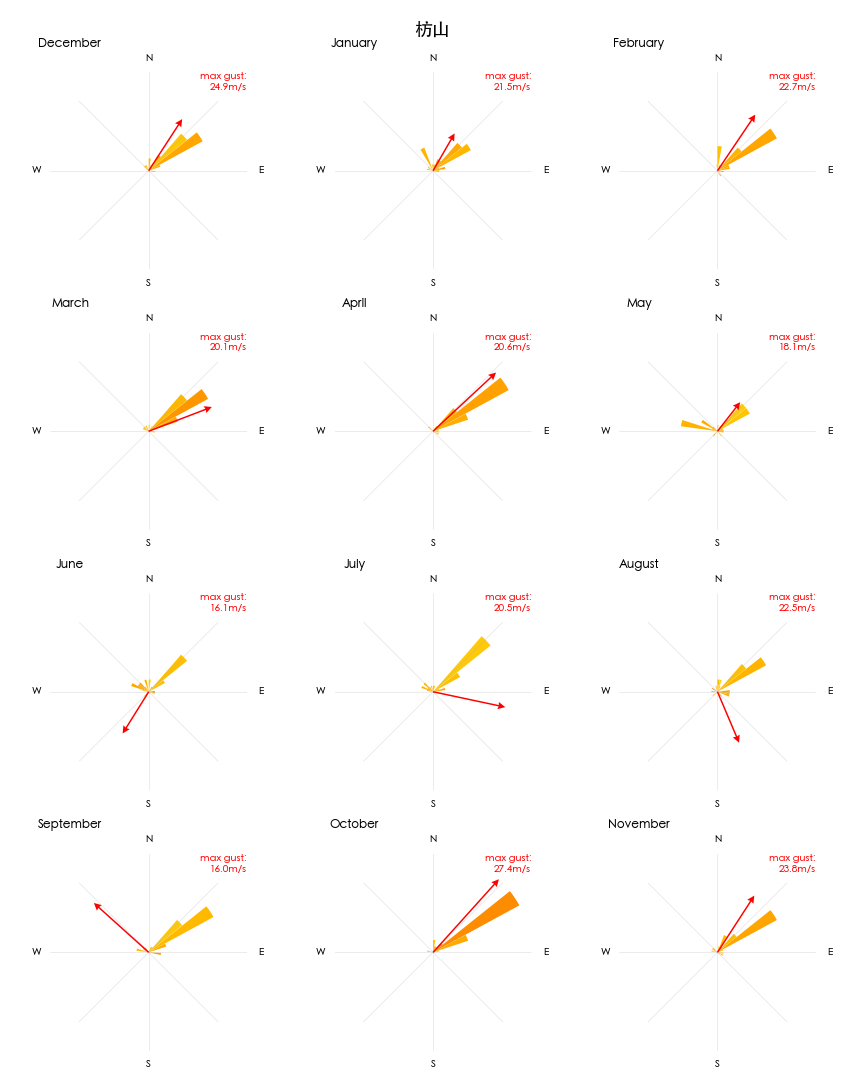 枋山
December
N
max gust:
24.9m/s
W
E
S
January
N
max gust:
21.5m/s
W
E
S
February
N
max gust:
22.7m/s
W
E
S
March
N
max gust:
20.1m/s
W
E
S
April
N
max gust:
20.6m/s
W
E
S
May
N
max gust:
18.1m/s
W
E
S
June
N
max gust:
16.1m/s
W
E
S
July
N
max gust:
20.5m/s
W
E
S
August
N
max gust:
22.5m/s
W
E
S
September
N
max gust:
16.0m/s
W
E
S
October
N
max gust:
27.4m/s
W
E
S
November
N
max gust:
23.8m/s
W
E
S